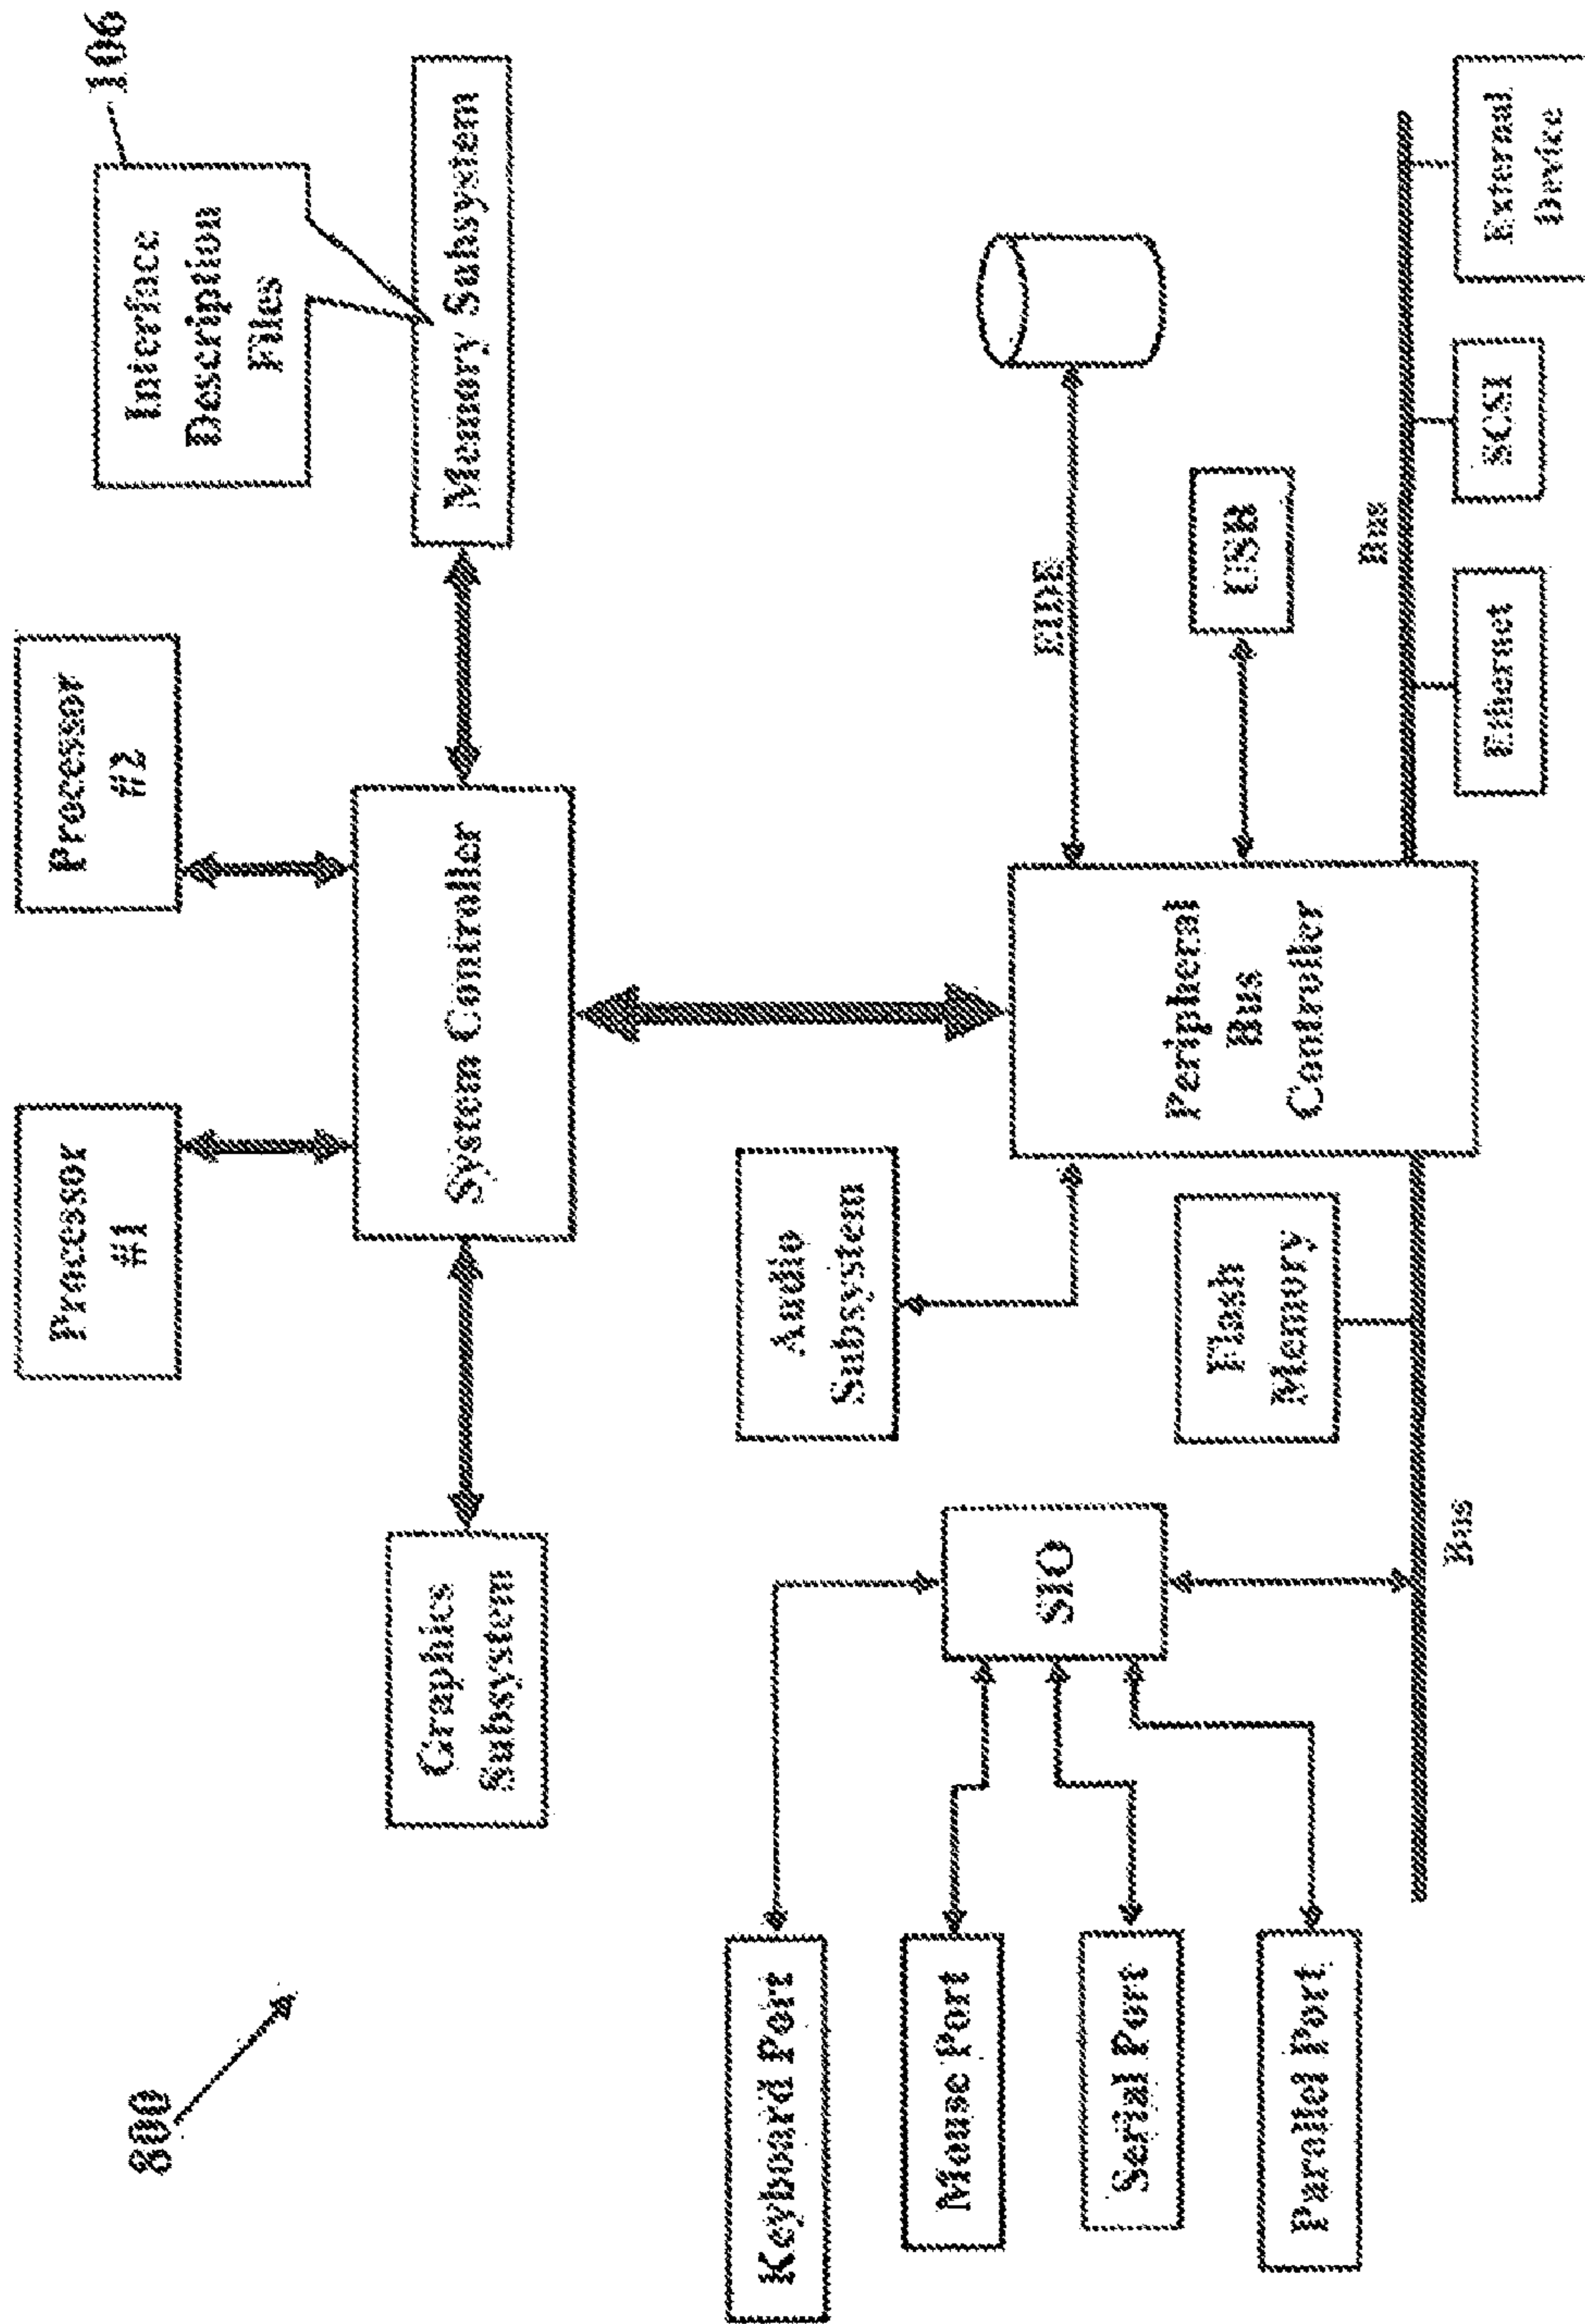 800
106
Interface
Description
Files
Processor
#1
Processor
#2
Graphics
Subsystem
System Controller
Memory Subsystem
Keyboard Port
Mouse Port
Serial Port
Parallel Port
SIO
Audio
Subsystem
Flash
Memory
Peripheral
Bus
Controller
EIDE
USB
Bus
Bus
Ethernet
SCSI
External
Device